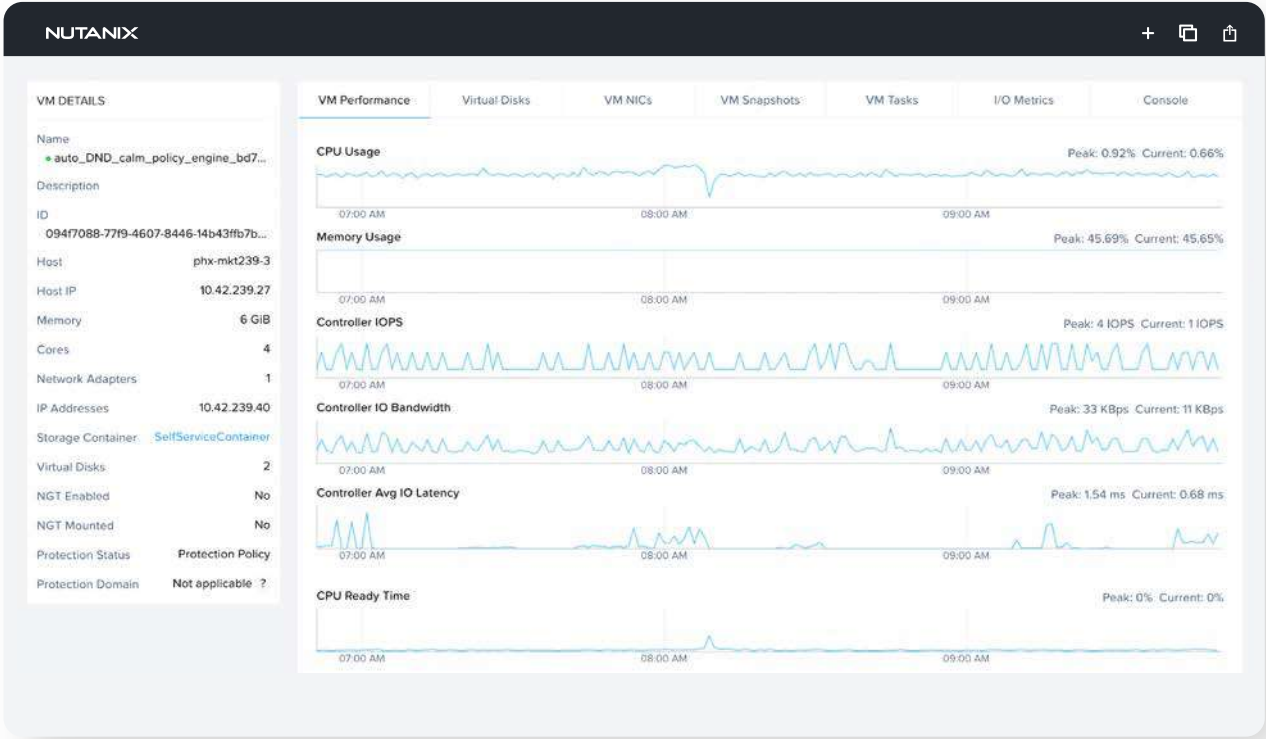 NUTANIX
VM DETAILS
Name
auto_DND_calm_policy_engine_bd7...
Description
ID
094f7088-77f9-4607-8446-14b43ffb7b...
Host phx-mkt239-3
Host IP 10.42.239.27
Memory 6 GiB
Cores 4
Network Adapters 1
IP Addresses 10.42.239.40
Storage Container SelfServiceContainer
Virtual Disks 2
NGT Enabled No
NGT Mounted No
Protection Status Protection Policy
Protection Domain Not applicable ?
VM Performance Virtual Disks VM NICs VM Snapshots VM Tasks I/O Metrics Console
CPU Usage Peak: 0.92% Current: 0.66%
07:00 AM 08:00 AM 09:00 AM
Memory Usage Peak: 45.69% Current: 45.65%
07:00 AM 08:00 AM 09:00 AM
Controller IOPS Peak: 4 IOPS Current: 1 IOPS
07:00 AM 08:00 AM 09:00 AM
Controller IO Bandwidth Peak: 33 KBps Current: 11 KBps
07:00 AM 08:00 AM 09:00 AM
Controller Avg IO Latency Peak: 1.54 ms Current: 0.68 ms
07:00 AM 08:00 AM 09:00 AM
CPU Ready Time Peak: 0% Current: 0%
07:00 AM 08:00 AM 09:00 AM